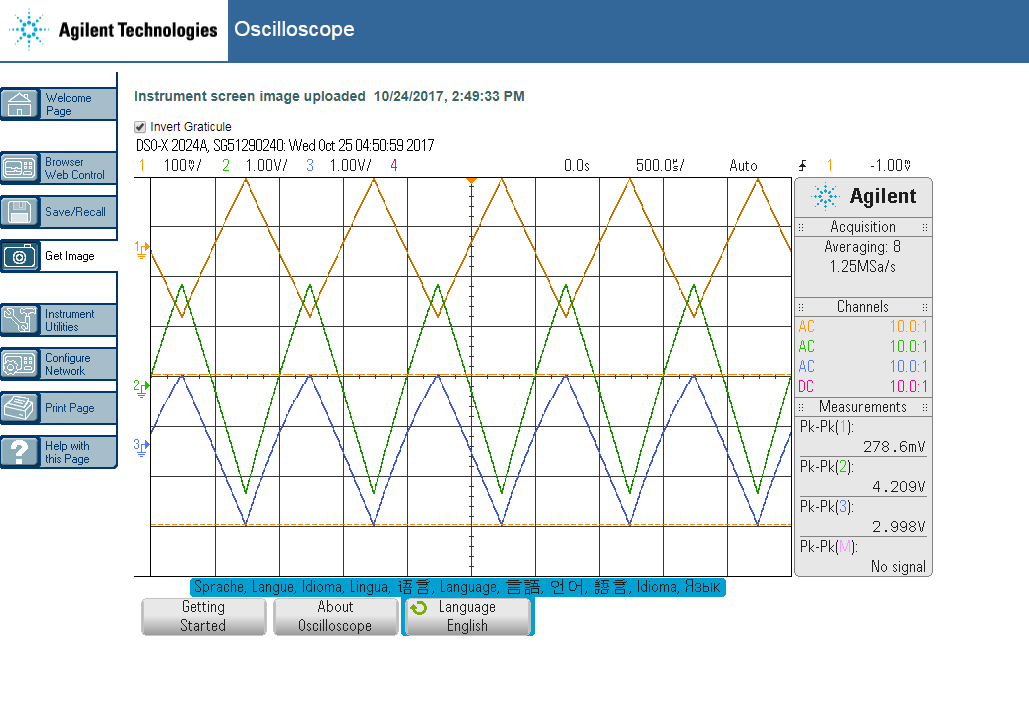 Agilent Technologies Oscilloscope
Instrument screen image uploaded 10/24/2017, 2:49:33 PM
Invert Graticule
DSO-X 2024A, SG51290240: Wed Oct 25 04:50:59 2017
1 100mV/ 2 1.00V/ 3 1.00V/ 4 0.0s 500.0us/ Auto 1 -1.00mV
Welcome
Page
Browser
Web Control
Save/Recall
Get Image
Instrument
Utilities
Configure
Network
Print Page
Help with
this Page
1
2
3
Agilent
Acquisition
Averaging: 8
1.25MSa/s
Channels
AC 10.0:1
AC 10.0:1
AC 10.0:1
DC 10.0:1
Measurements
Pk-Pk(1):
278.6mV
Pk-Pk(2):
4.209V
Pk-Pk(3):
2.998V
Pk-Pk(M):
No signal
Sprache, Langue, Idioma, Lingua, 语言, Language, 言語, 언어, 語言, Idioma, Язык
Getting
Started
About
Oscilloscope
Language
English